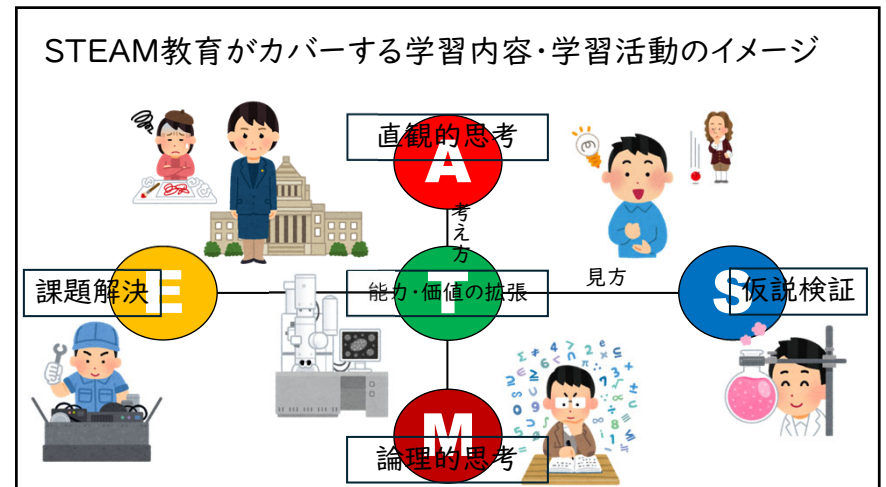 STEAM教育がカバーする学習内容・学習活動のイメージ
直観的思考
A
考え方
課題解決
E
能力・価値の拡張
T
見方
S
仮説検証
M
論理的思考